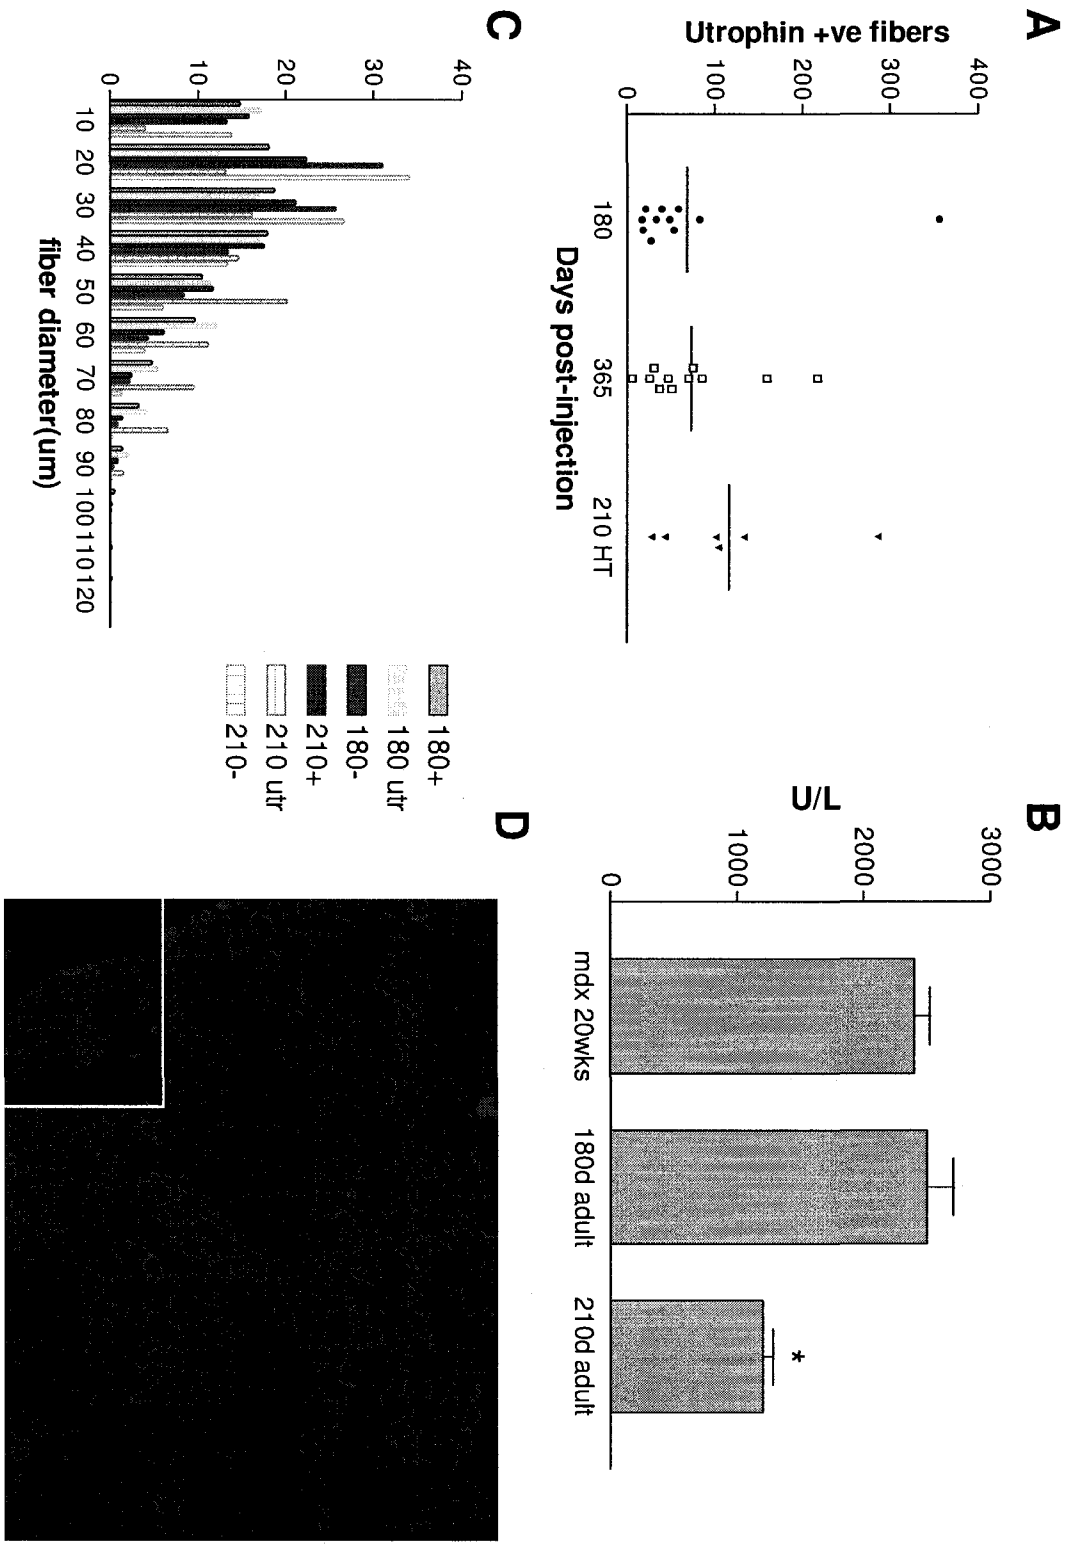 A
Utrophin +ve fibers
400
300
200
100
0
180
365
210 HT
Days post-injection
B
U/L
3000
2000
1000
0
mdx 20wks
180d adult
210d adult
*
C
40
30
20
10
0
10 20 30 40 50 60 70 80 90 100 110 120
fiber diameter(um)
180+
180 utr
180-
210+
210 utr
210-
D